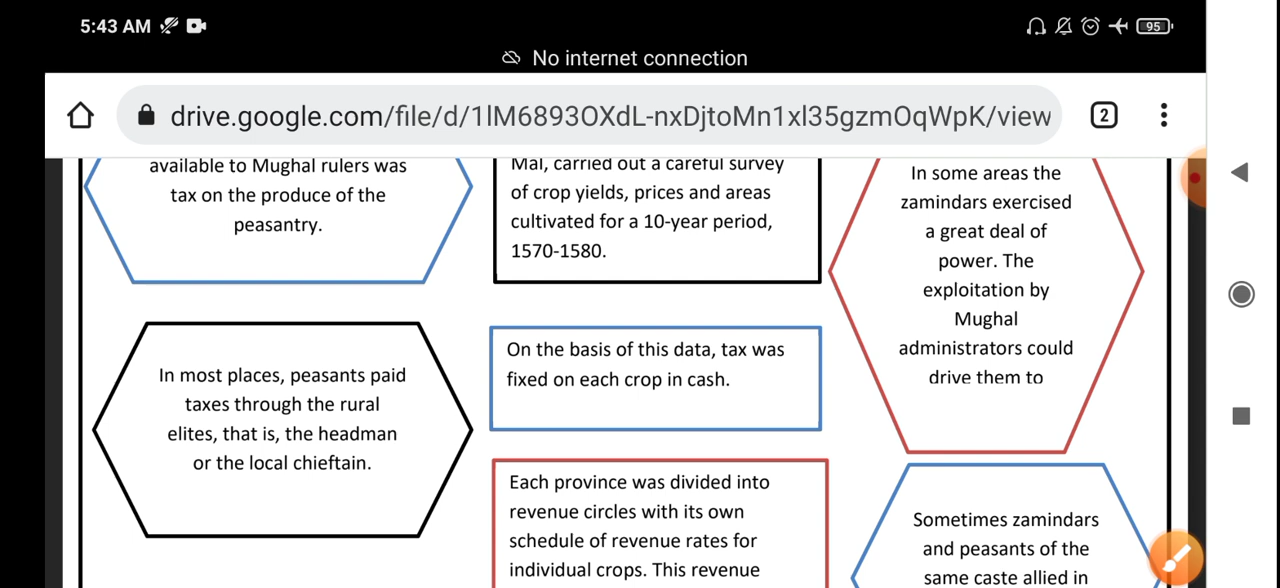 5:43 AM
95
No internet connection
drive.google.com/file/d/1lM6893OXdL-nxDjtoMn1xl35gzmOqWpK/view
2
available to Mughal rulers was
tax on the produce of the
peasantry.
Mal, carried out a careful survey
of crop yields, prices and areas
cultivated for a 10-year period,
1570-1580.
In some areas the
zamindars exercised
a great deal of
power. The
exploitation by
Mughal
administrators could
drive them to
In most places, peasants paid
taxes through the rural
elites, that is, the headman
or the local chieftain.
On the basis of this data, tax was
fixed on each crop in cash.
Each province was divided into
revenue circles with its own
schedule of revenue rates for
individual crops. This revenue
Sometimes zamindars
and peasants of the
same caste allied in